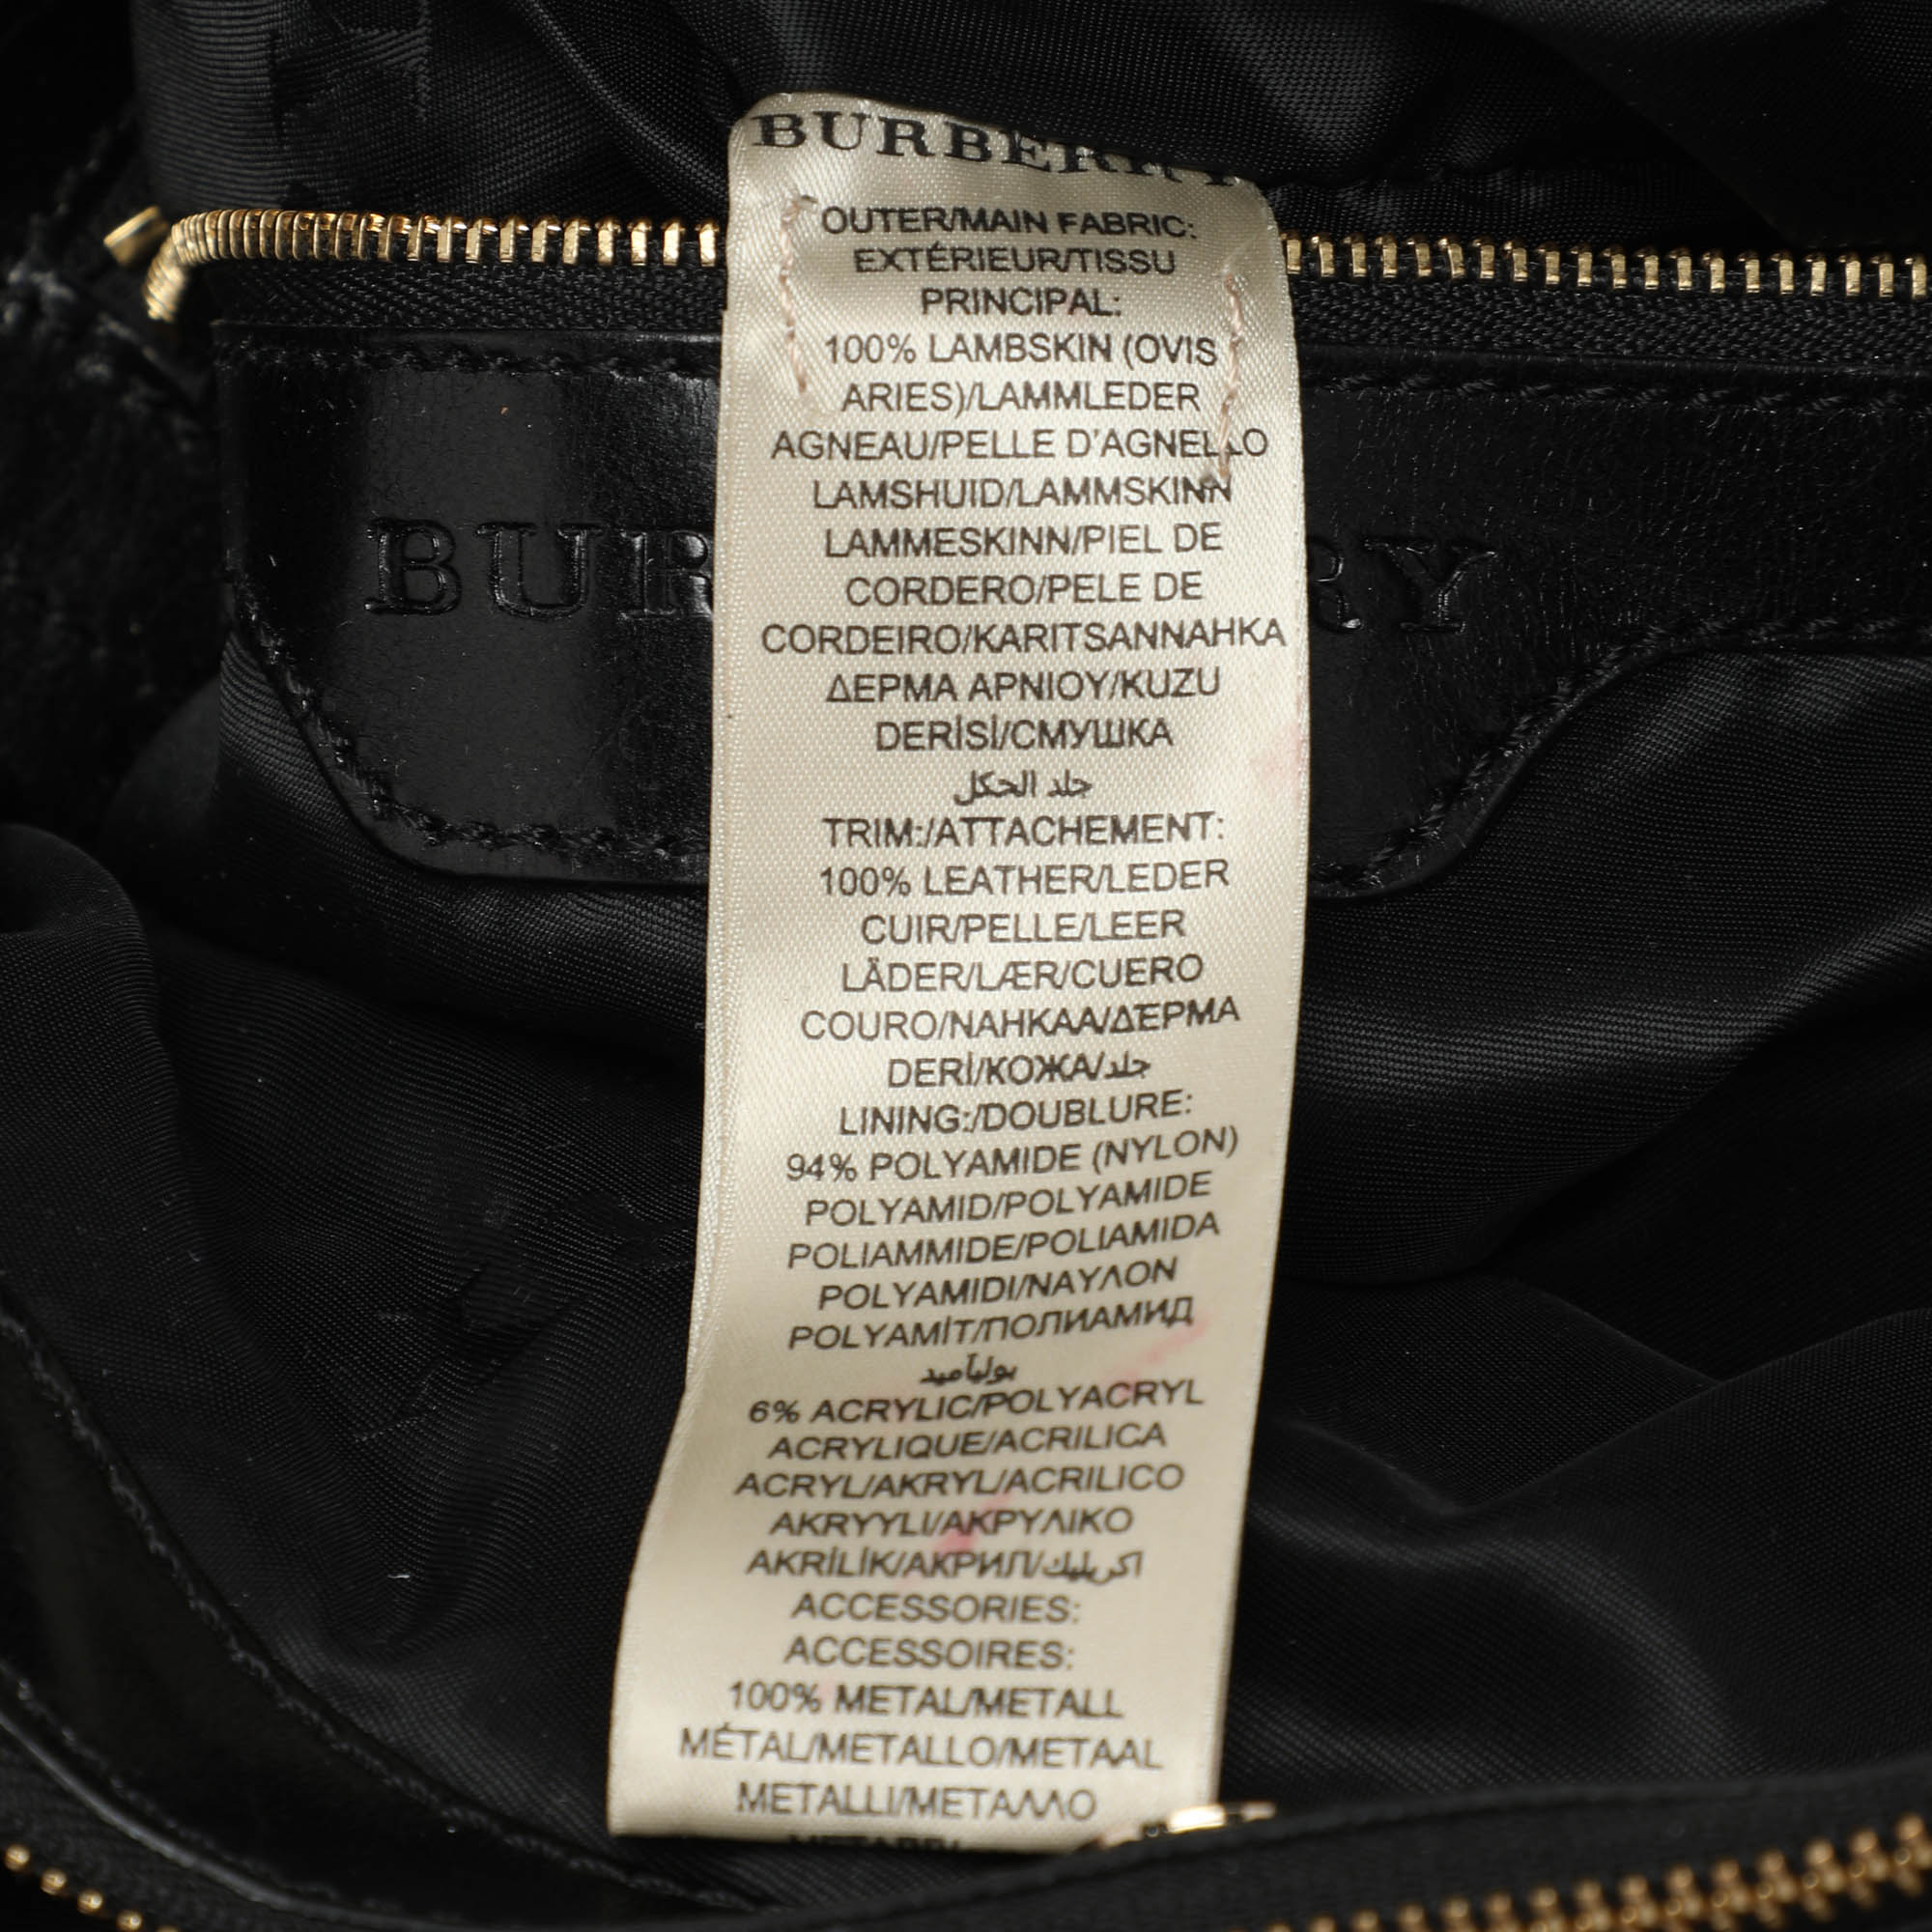 BURBERRY
OUTER/MAIN FABRIC:
EXTÉRIEUR/TISSU
PRINCIPAL:
100% LAMBSKIN (OVIS
ARIES)/LAMMLEDER
AGNEAU/PELLE D'AGNELLO
LAMSHUID/LAMMSKINN
LAMMESKINN/PIEL DE
CORDERO/PELE DE
CORDEIRO/KARITSANNAHKA
ΔΕΡΜΑ ΑΡΝΙΟΥ/KUZU
DERİSİ/СМУШКА
جلد الحكل
TRIM:/ATTACHEMENT:
100% LEATHER/LEDER
CUIR/PELLE/LEER
LÄDER/LÆR/CUERO
COURO/NAHKAA/ΔΈΡΜΑ
DERİ/КОЖА/جلد
LINING:/DOUBLURE:
94% POLYAMIDE (NYLON)
POLYAMID/POLYAMIDE
POLIAMMIDE/POLIAMIDA
POLYAMIDI/ΝΑΥΛΟΝ
POLYAMİT/ПОЛИАМИД
بوليآميد
6% ACRYLIC/POLYACRYL
ACRYLIQUE/ACRILICA
ACRYL/AKRYL/ACRILICO
AKRYYLI/ΑΚΡΥΛΙΚΟ
AKRİLİK/АКРИЛ/اكريليك
ACCESSORIES:
ACCESSOIRES:
100% METAL/METALL
MÉTAL/METALLO/METAAL
METALLI/ΜΕΤΑΛΛΟ
BUR RY